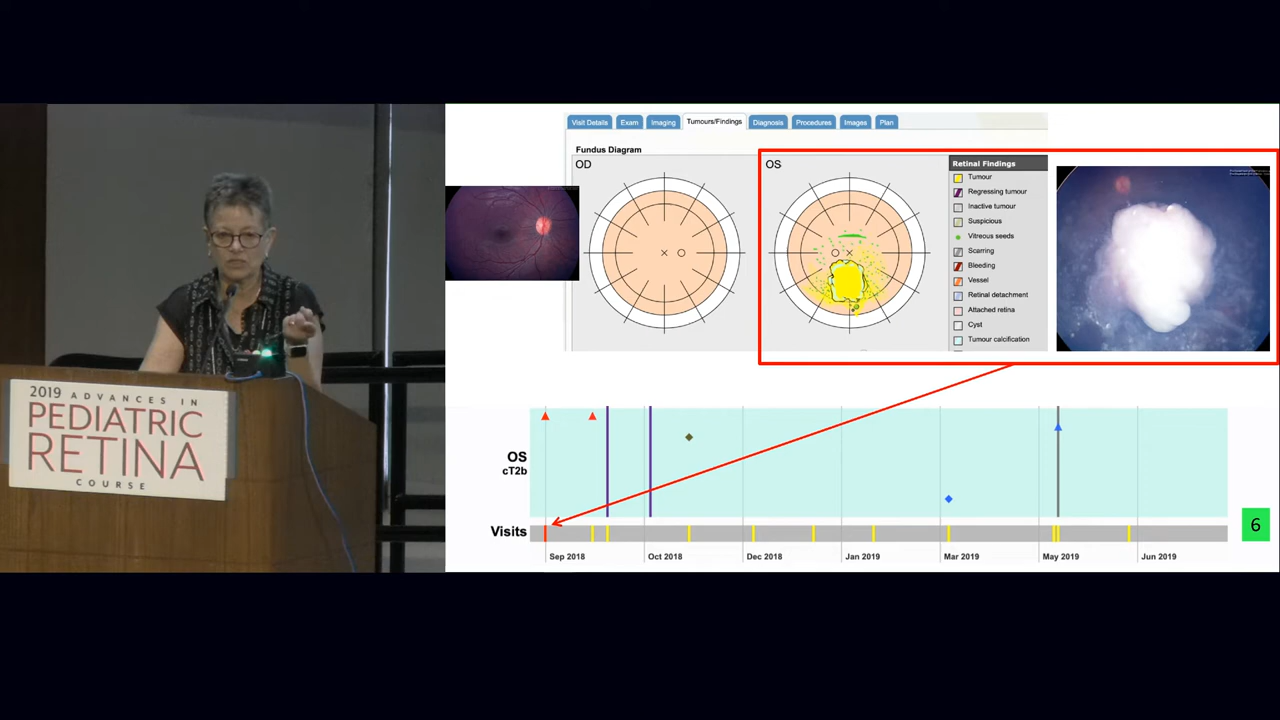 2019 ADVANCES IN
PEDIATRIC
RETINA
COURSE
Visit Details Exam Imaging Tumours/Findings Diagnosis Procedures Images Plan
Fundus Diagram
OD
OS
Retinal Findings
Tumour
Regressing tumour
Inactive tumour
Suspicious
Vitreous seeds
Scarring
Bleeding
Vessel
Retinal detachment
Attached retina
Cyst
Tumour calcification
OS
cT2b
Visits
6
Sep 2018 Oct 2018 Dec 2018 Jan 2019 Mar 2019 May 2019 Jun 2019